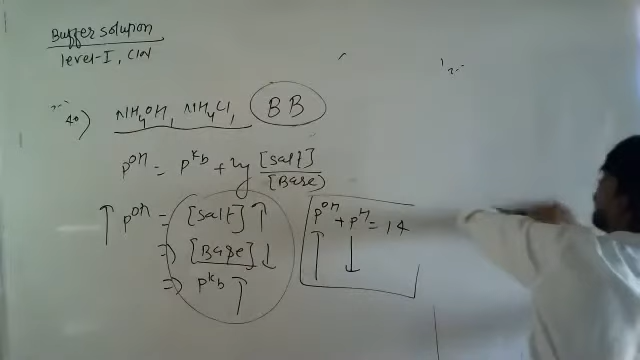 Buffer solution
level-I, CW
40) NH4OH, NH4Cl, BB
pOH = pKb + log [Salt]/[Base]
↑ pOH = [Salt] ↑
⇒ [Base] ↓
⇒ pKb ↑
pOH + pH = 14
↑ ↓